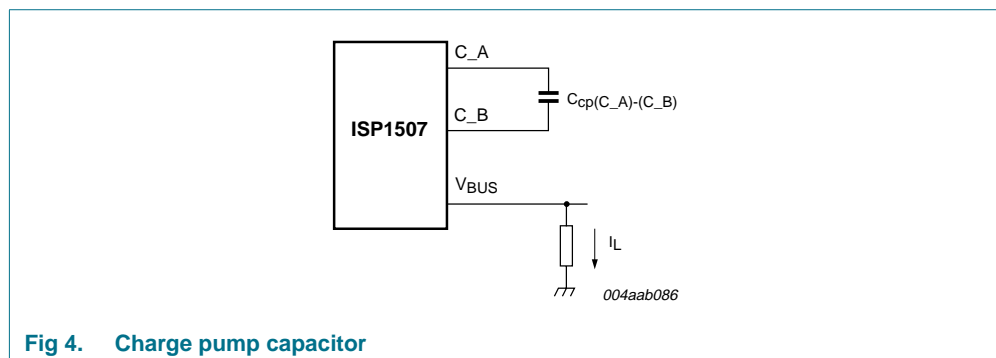 C_A
Ccp(C_A)-(C_B)
C_B
ISP1507
VBUS
IL
004aab086
Fig 4. Charge pump capacitor